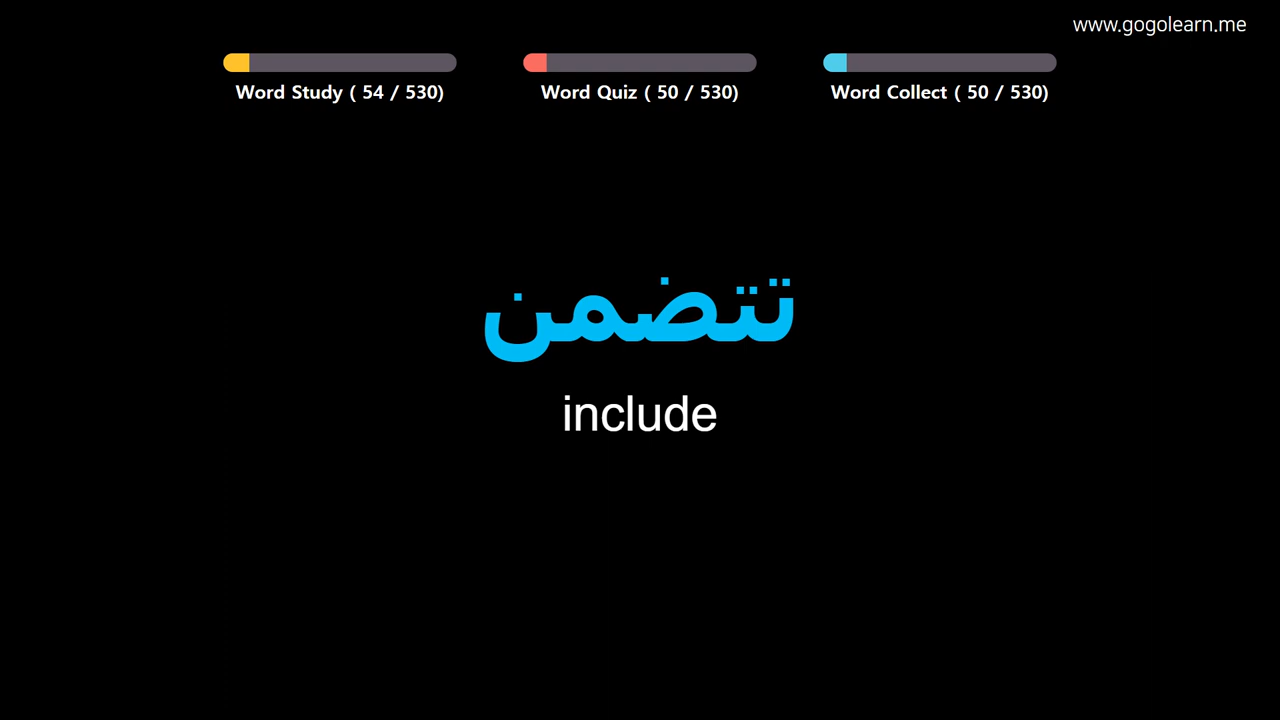 www.gogolearn.me
Word Study ( 54 / 530)
Word Quiz ( 50 / 530)
Word Collect ( 50 / 530)
تتضمن
include